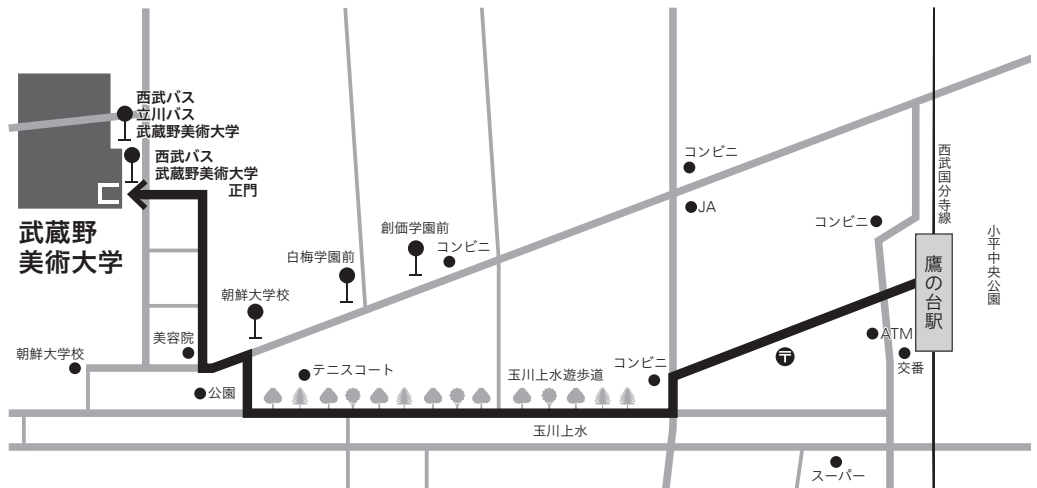 西武バス
立川バス
武蔵野美術大学
西武バス
武蔵野美術大学
正門
武蔵野
美術大学
コンビニ
JA
西武国分寺線
コンビニ
小平中央公園
鷹の台駅
創価学園前
コンビニ
白梅学園前
朝鮮大学校
美容院
朝鮮大学校
公園
テニスコート
玉川上水遊歩道
コンビニ
〒
ATM
交番
玉川上水
スーパー